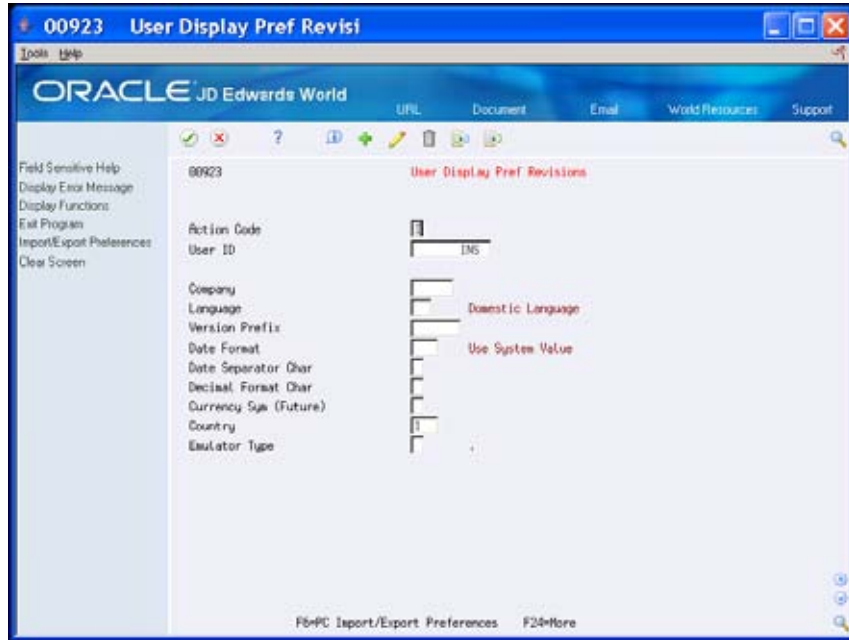 00923 User Display Pref Revisi
Tools Help
ORACLE JD Edwards World
URL Document Email World Resources Support
?
Field Sensitive Help
Display Error Message
Display Functions
Exit Program
Import/Export Preferences
Clear Screen
00923 User Display Pref Revisions
Action Code
User ID INS
Company
Language Domestic Language
Version Prefix
Date Format Use System Value
Date Separator Char
Decimal Format Char
Currency Sym (Future)
Country
Emulator Type .
F6=PC Import/Export Preferences F24=More